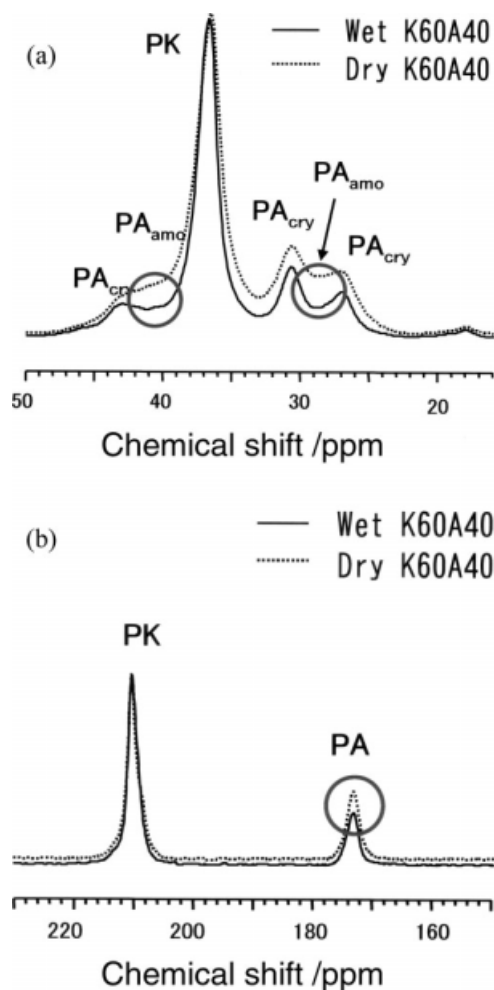 (a)
PK
Wet K60A40
Dry K60A40
PAamo
PAcry
PAamo
PAcry
PAcry
50 40 30 20
Chemical shift /ppm
(b)
Wet K60A40
Dry K60A40
PK
PA
220 200 180 160
Chemical shift /ppm